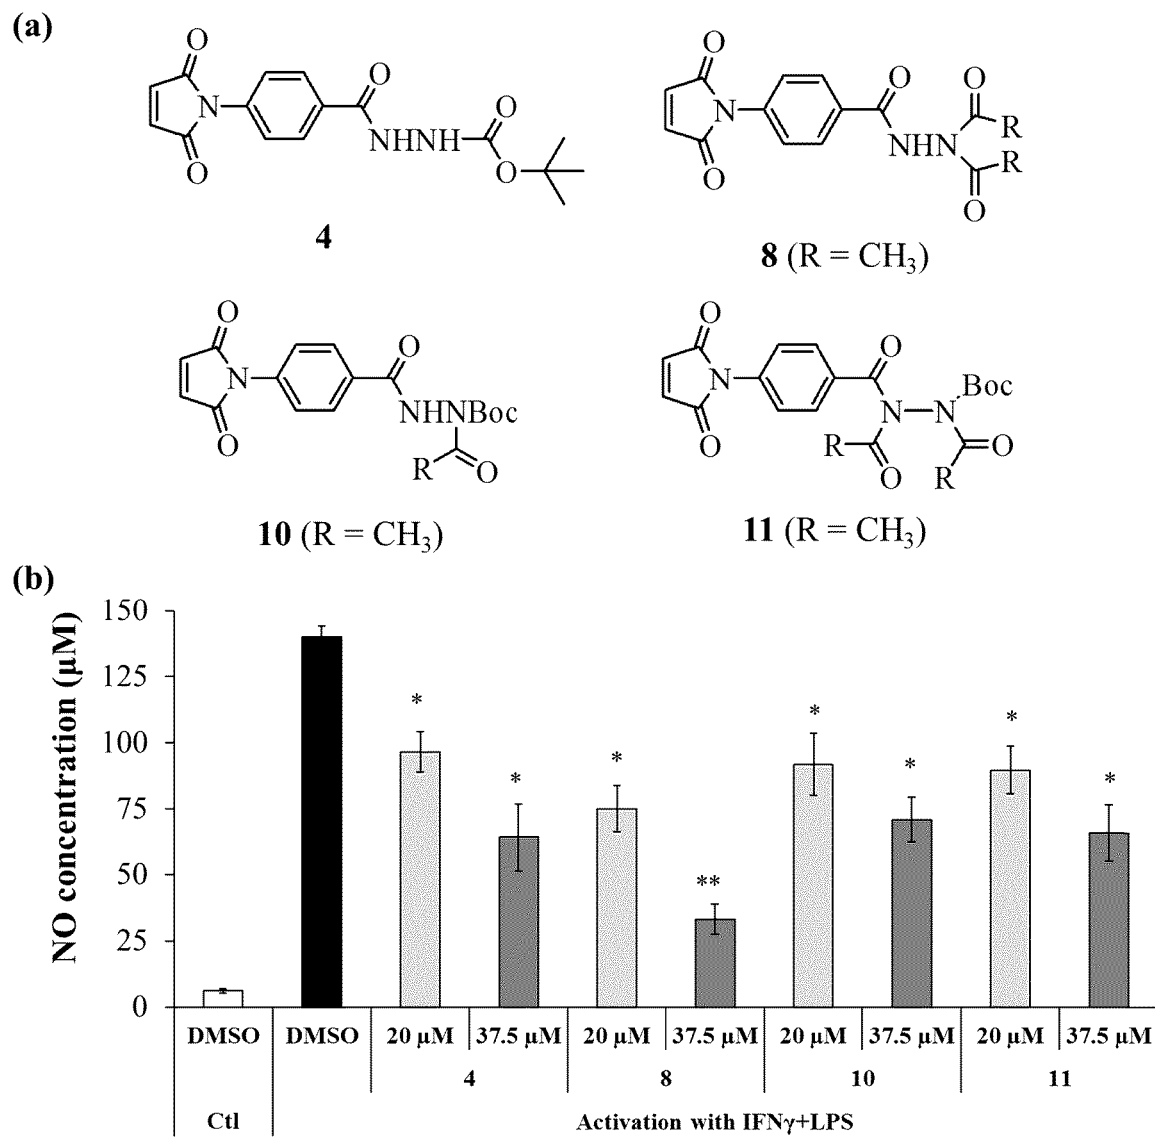 (a)
O
N
O
O
NHNH
O
O
4
O
N
O
O
NHN
O
R
R
O
8 (R = CH₃)
O
N
O
O
NHNBoc
R
O
10 (R = CH₃)
O
N
O
O
Boc
N
N
R
O
O
R
11 (R = CH₃)
(b)
NO concentration (µM)
150
125
100
75
50
25
0
* * * ** * * * *
DMSO DMSO 20 µM 37.5 µM 20 µM 37.5 µM 20 µM 37.5 µM 20 µM 37.5 µM
4 8 10 11
Ctl Activation with IFNγ+LPS